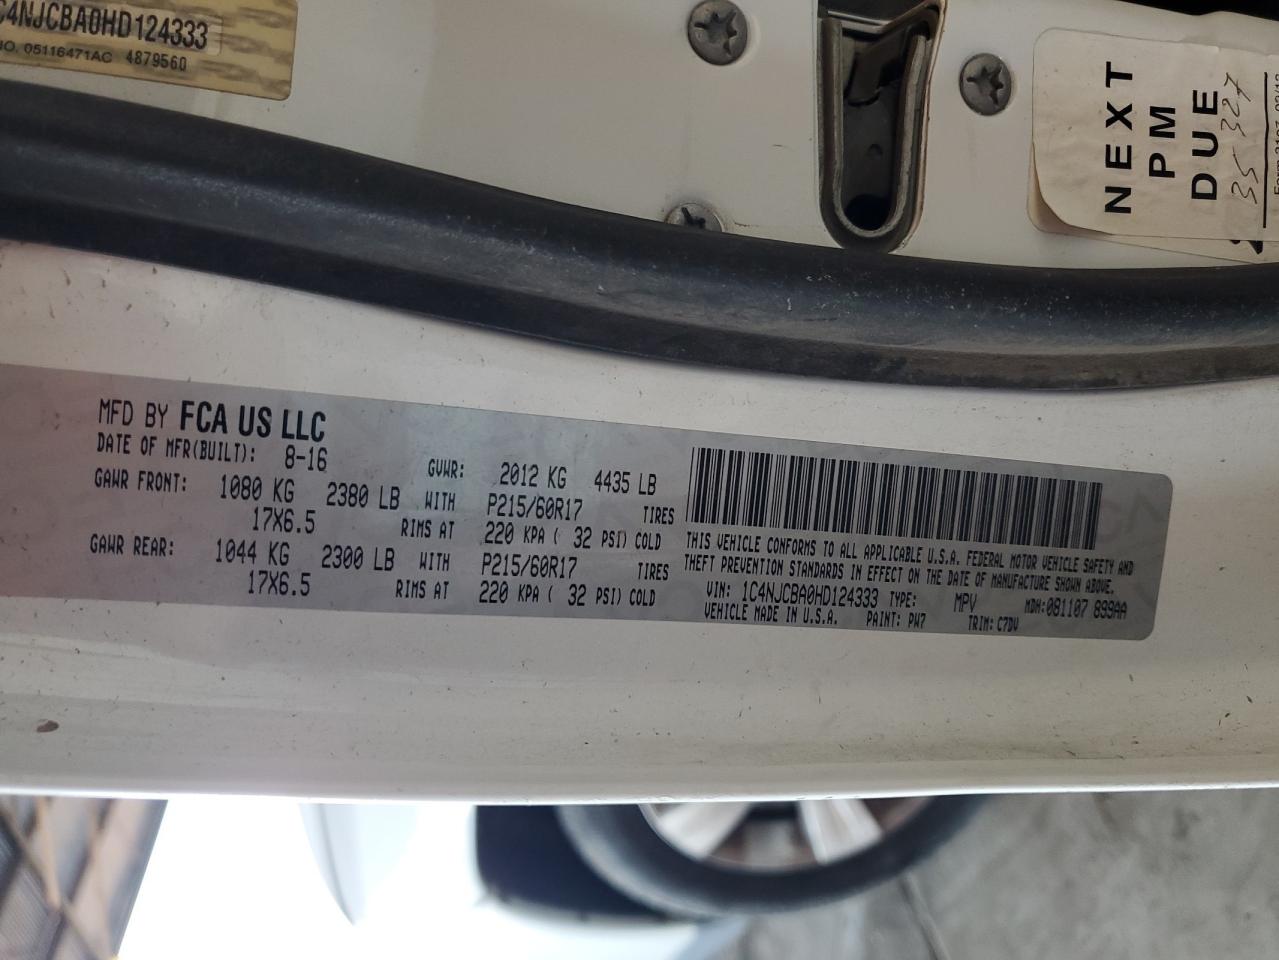 C4NJCBA0HD124333
NO. 05116471AC 4879560
NEXT
PM
DUE
MFD BY FCA US LLC
DATE OF MFR(BUILT): 8-16 GVWR: 2012 KG 4435 LB
GAWR FRONT: 1080 KG 2380 LB WITH P215/60R17 TIRES
17X6.5 RIMS AT 220 KPA ( 32 PSI) COLD
GAWR REAR: 1044 KG 2300 LB WITH P215/60R17 TIRES
17X6.5 RIMS AT 220 KPA ( 32 PSI) COLD
THIS VEHICLE CONFORMS TO ALL APPLICABLE U.S.A. FEDERAL MOTOR VEHICLE SAFETY AND
THEFT PREVENTION STANDARDS IN EFFECT ON THE DATE OF MANUFACTURE SHOWN ABOVE.
VIN: 1C4NJCBA0HD124333 TYPE: MPV MDH:081107 899AA
VEHICLE MADE IN U.S.A. PAINT: PW7 TRIM: C7DV